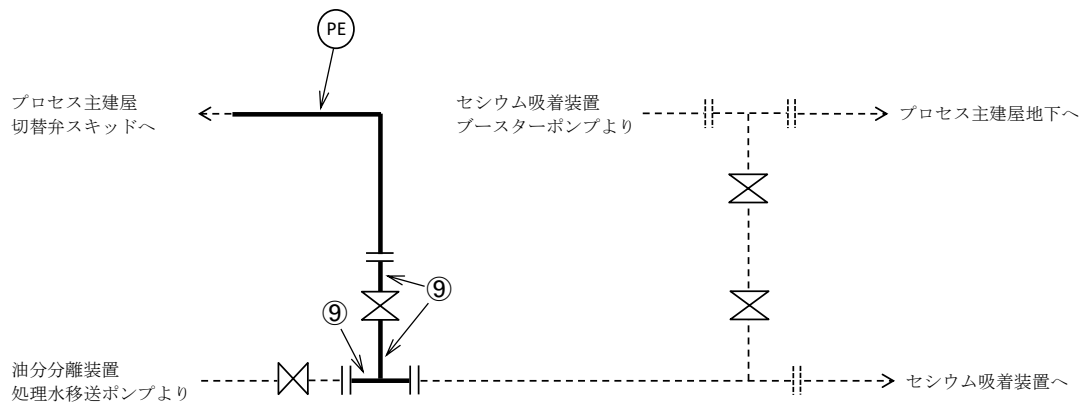 PE
プロセス主建屋
切替弁スキッドへ
セシウム吸着装置
ブースターポンプより
プロセス主建屋地下へ
⑨
⑨
油分分離装置
処理水移送ポンプより
セシウム吸着装置へ